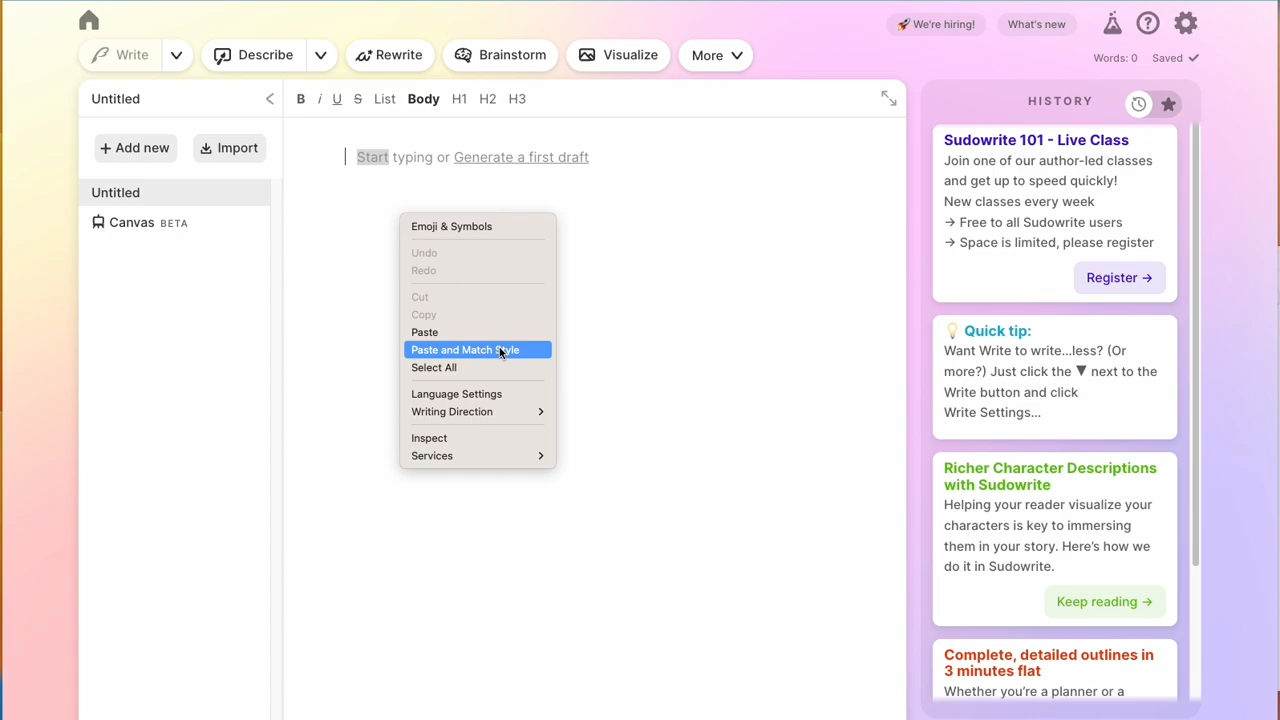 🚀 We're hiring!
What's new
Write
Describe
Rewrite
Brainstorm
Visualize
More
Words: 0
Saved
Untitled
B i U S List Body H1 H2 H3
HISTORY
+ Add new
Import
Untitled
Canvas BETA
Start typing or Generate a first draft
Emoji & Symbols
Undo
Redo
Cut
Copy
Paste
Paste and Match Style
Select All
Language Settings
Writing Direction
Inspect
Services
Sudowrite 101 - Live Class
Join one of our author-led classes
and get up to speed quickly!
New classes every week
→ Free to all Sudowrite users
→ Space is limited, please register
Register →
💡 Quick tip:
Want Write to write...less? (Or
more?) Just click the ▼ next to the
Write button and click
Write Settings...
Richer Character Descriptions
with Sudowrite
Helping your reader visualize your
characters is key to immersing
them in your story. Here's how we
do it in Sudowrite.
Keep reading →
Complete, detailed outlines in
3 minutes flat
Whether you're a planner or a